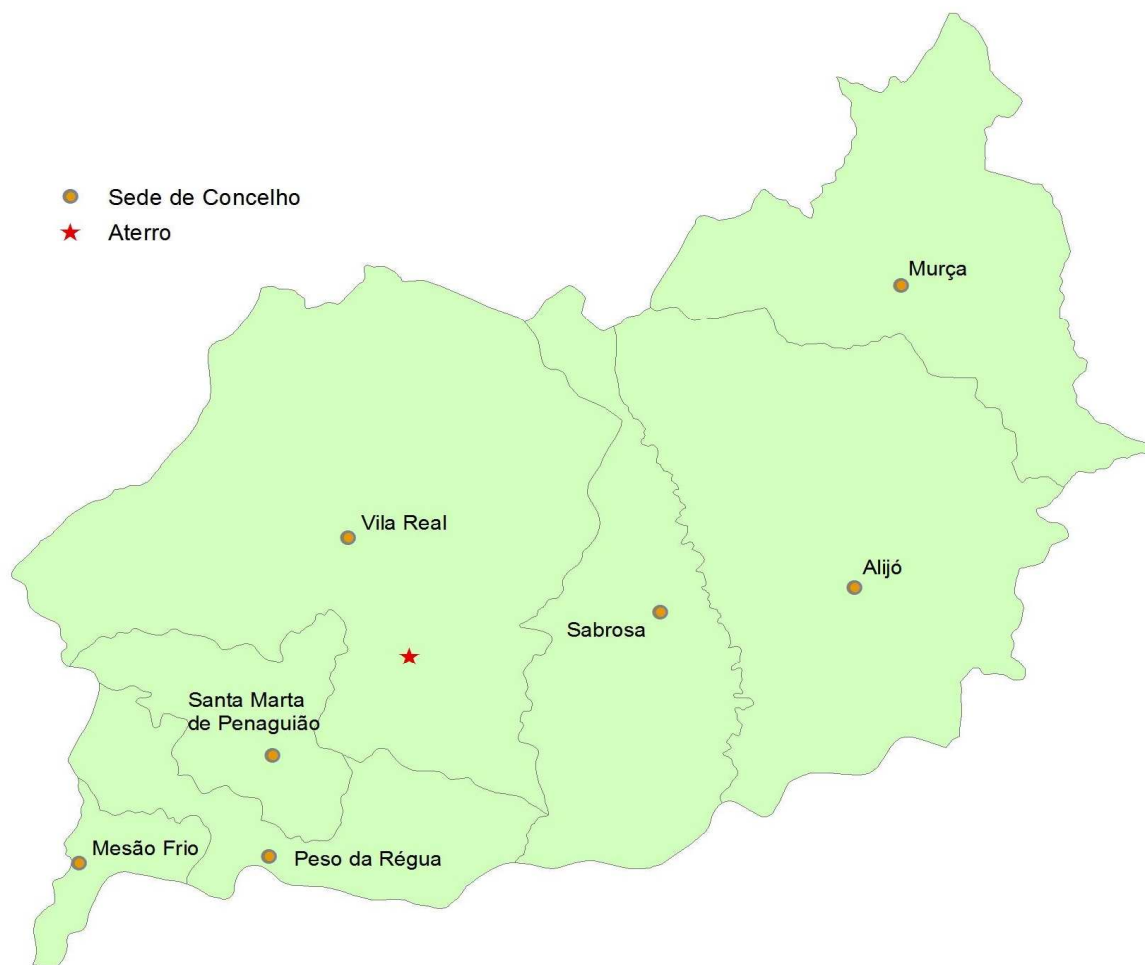 Sede de Concelho
Aterro
Murça
Vila Real
Alijó
Sabrosa
Santa Marta
de Penaguião
Mesão Frio
Peso da Régua